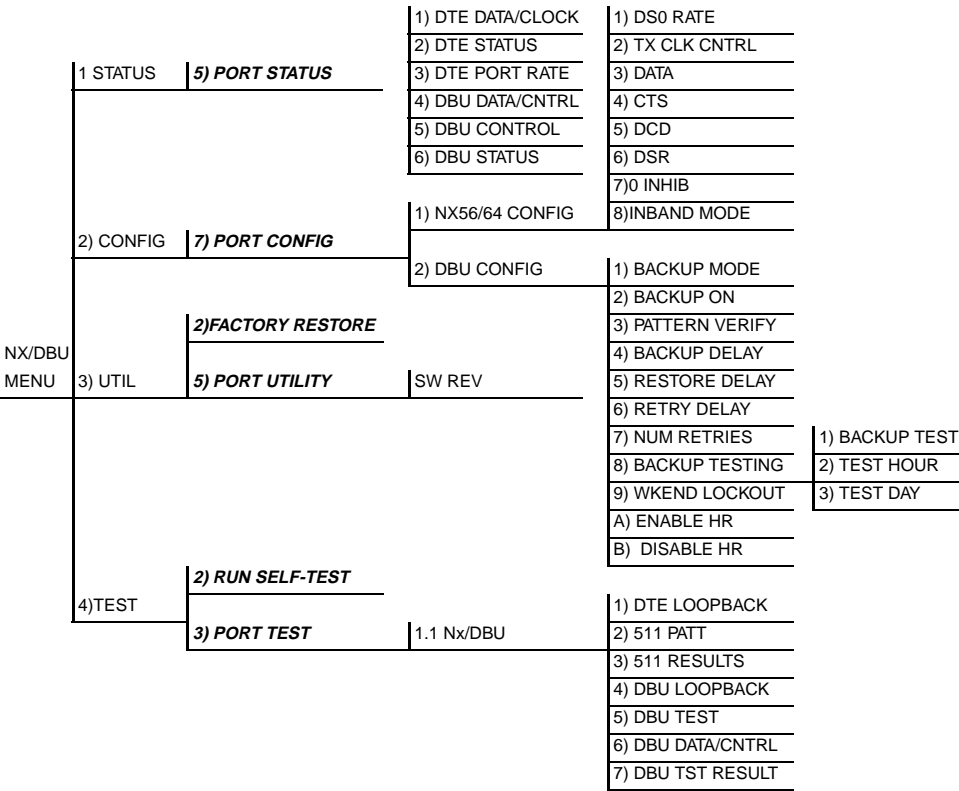 1) DTE DATA/CLOCK 1) DS0 RATE
2) DTE STATUS 2) TX CLK CNTRL
1 STATUS 5) PORT STATUS 3) DTE PORT RATE 3) DATA
4) DBU DATA/CNTRL 4) CTS
5) DBU CONTROL 5) DCD
6) DBU STATUS 6) DSR
7)0 INHIB
1) NX56/64 CONFIG 8)INBAND MODE
2) CONFIG 7) PORT CONFIG
2) DBU CONFIG 1) BACKUP MODE
2) BACKUP ON
2)FACTORY RESTORE 3) PATTERN VERIFY
NX/DBU 4) BACKUP DELAY
MENU 3) UTIL 5) PORT UTILITY SW REV 5) RESTORE DELAY
6) RETRY DELAY
7) NUM RETRIES 1) BACKUP TEST
8) BACKUP TESTING 2) TEST HOUR
9) WKEND LOCKOUT 3) TEST DAY
A) ENABLE HR
B) DISABLE HR
2) RUN SELF-TEST
4)TEST 1) DTE LOOPBACK
3) PORT TEST 1.1 Nx/DBU 2) 511 PATT
3) 511 RESULTS
4) DBU LOOPBACK
5) DBU TEST
6) DBU DATA/CNTRL
7) DBU TST RESULT